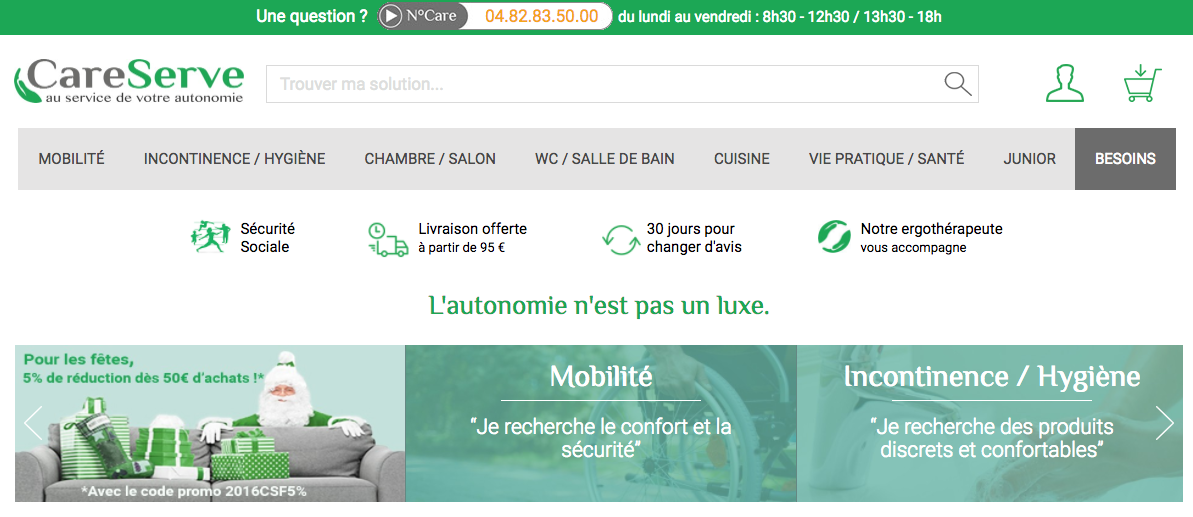 Une question ? N°Care 04.82.83.50.00 du lundi au vendredi : 8h30 - 12h30 / 13h30 - 18h
CareServe
au service de votre autonomie
Trouver ma solution...
MOBILITÉ INCONTINENCE / HYGIÈNE CHAMBRE / SALON WC / SALLE DE BAIN CUISINE VIE PRATIQUE / SANTÉ JUNIOR BESOINS
Sécurité
Sociale
Livraison offerte
à partir de 95 €
30 jours pour
changer d'avis
Notre ergothérapeute
vous accompagne
L'autonomie n'est pas un luxe.
Pour les fêtes,
5% de réduction dès 50€ d'achats !*
*Avec le code promo 2016CSF5%
Mobilité
“Je recherche le confort et la
sécurité”
Incontinence / Hygiène
“Je recherche des produits
discrets et confortables”